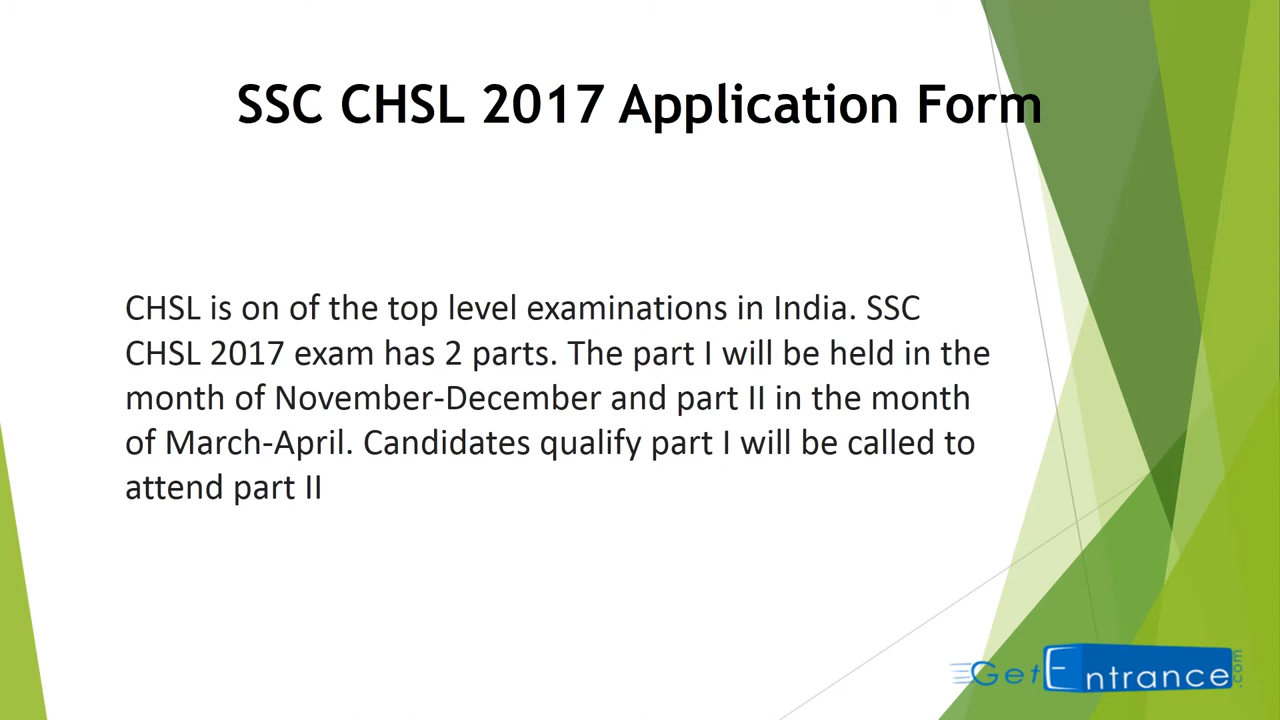 SSC CHSL 2017 Application Form
CHSL is on of the top level examinations in India. SSC
CHSL 2017 exam has 2 parts. The part I will be held in the
month of November-December and part II in the month
of March-April. Candidates qualify part I will be called to
attend part II
GetEntrance.com